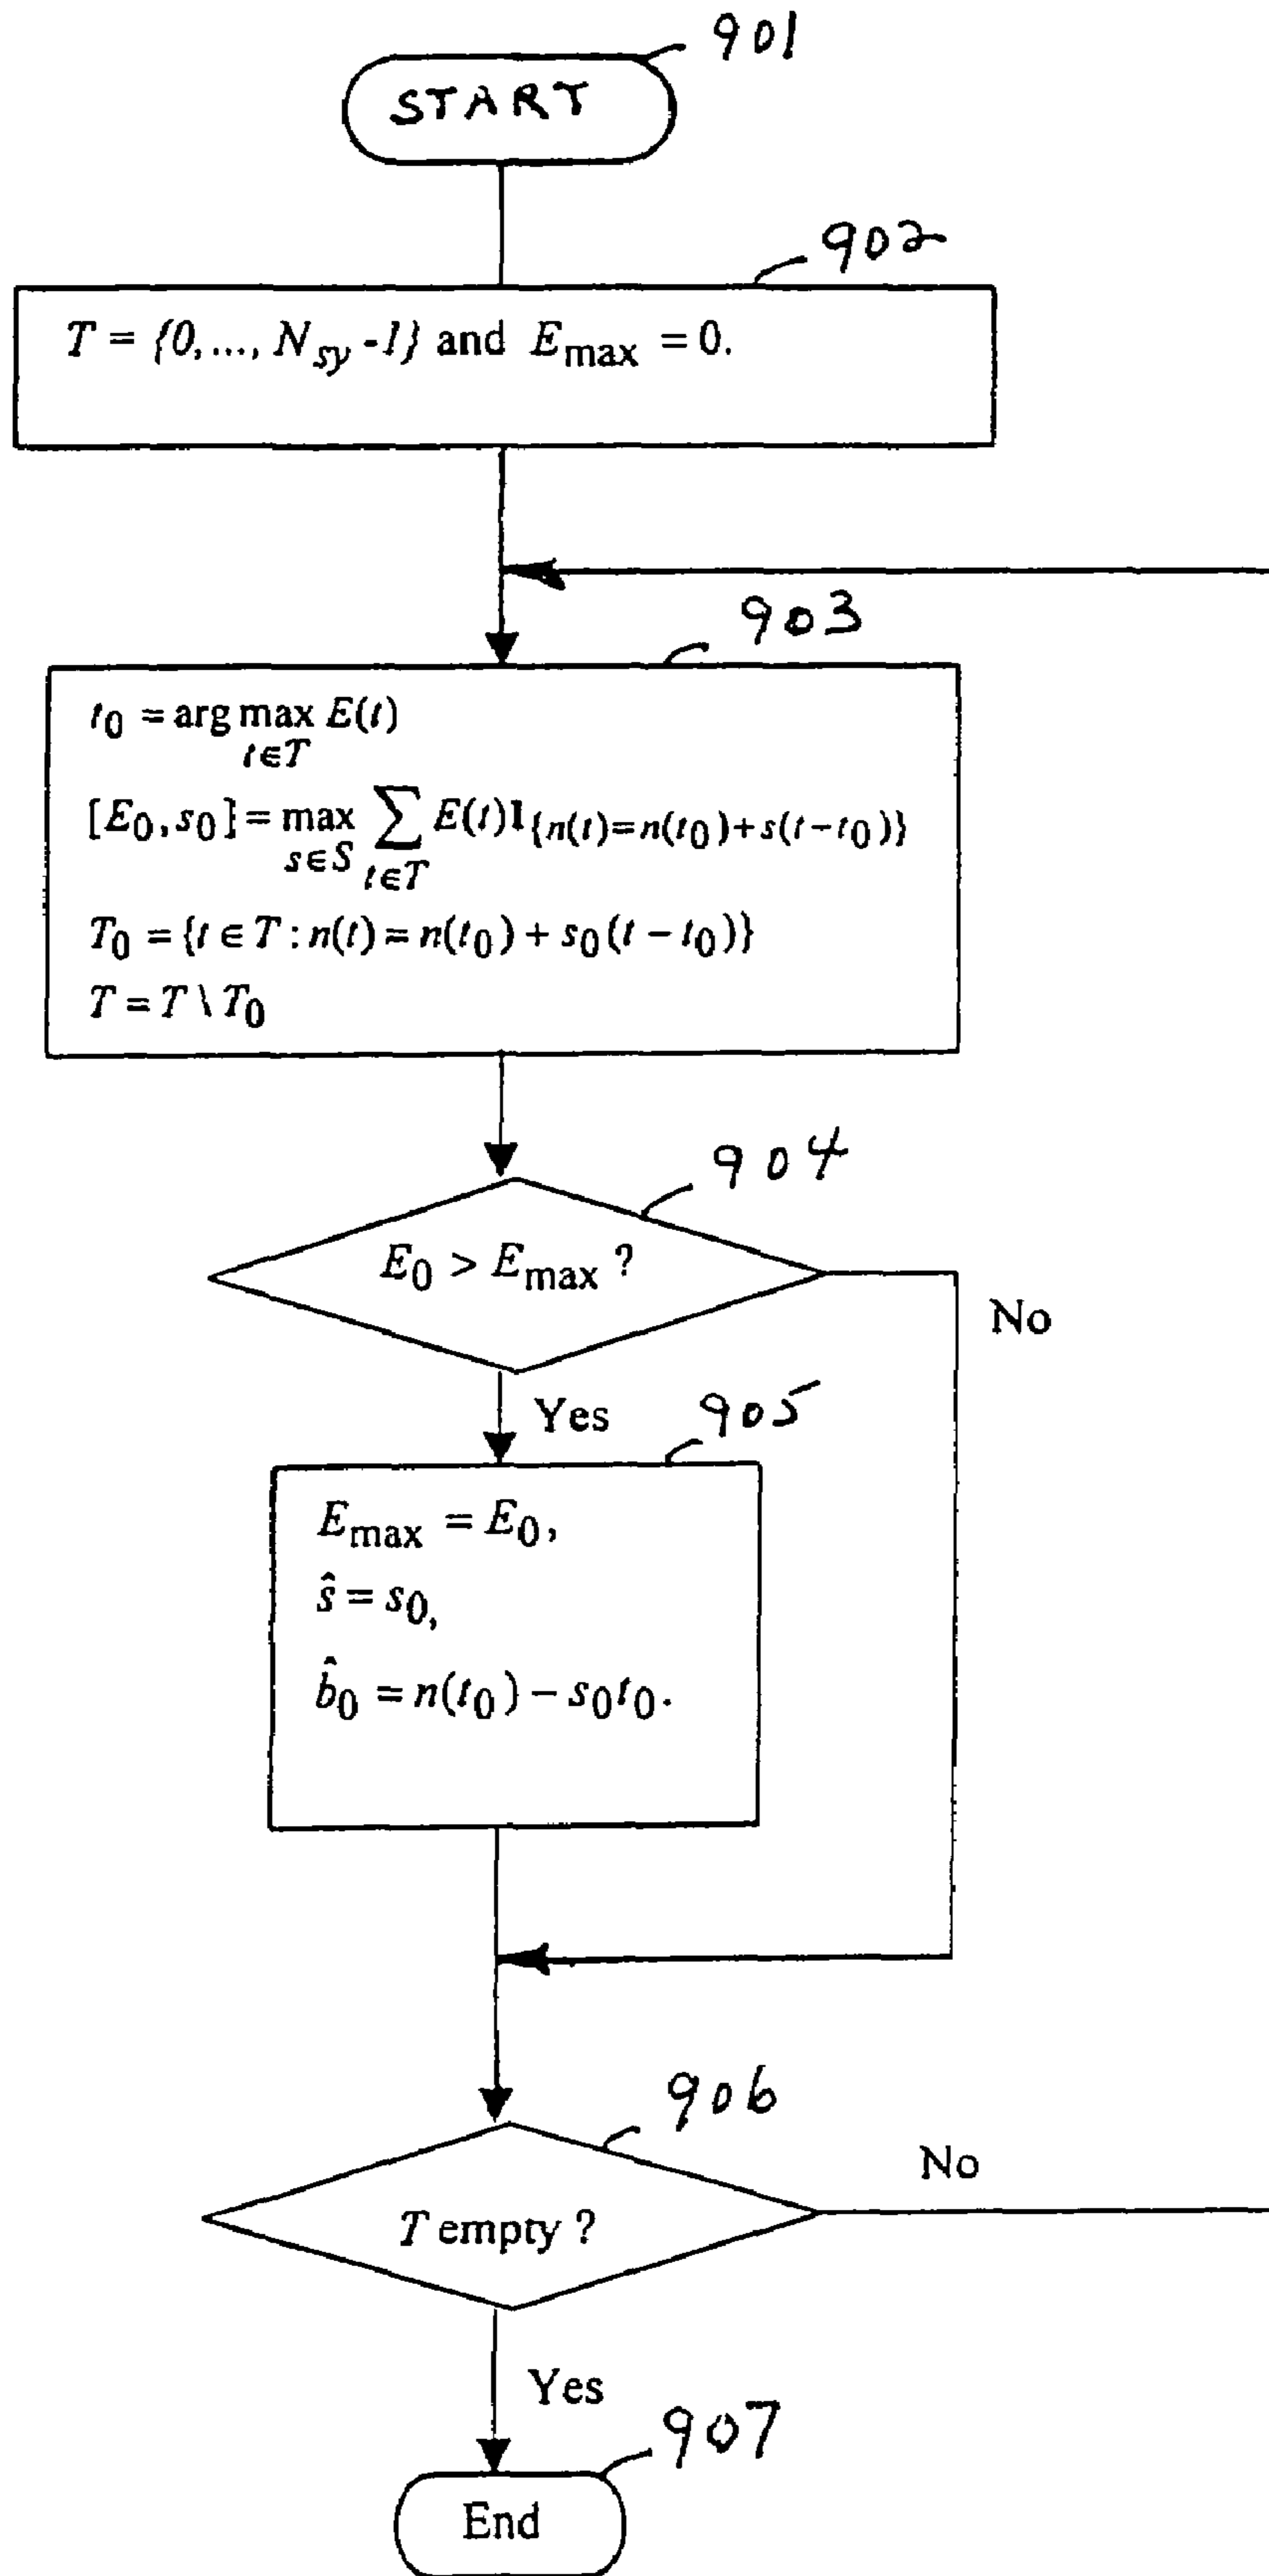 901
START
902
T = {0, ..., N_sy -1} and E_max = 0.
903
t_0 = arg max E(t)
t∈T
[E_0, s_0] = max ∑ E(t)1_{n(t)=n(t_0)+s(t-t_0)}
s∈S t∈T
T_0 = {t ∈ T : n(t) = n(t_0) + s_0(t - t_0)}
T = T \ T_0
904
E_0 > E_max ?
No
Yes
905
E_max = E_0,
ŝ = s_0,
b̂_0 = n(t_0) − s_0t_0.
906
No
T empty ?
Yes
907
End